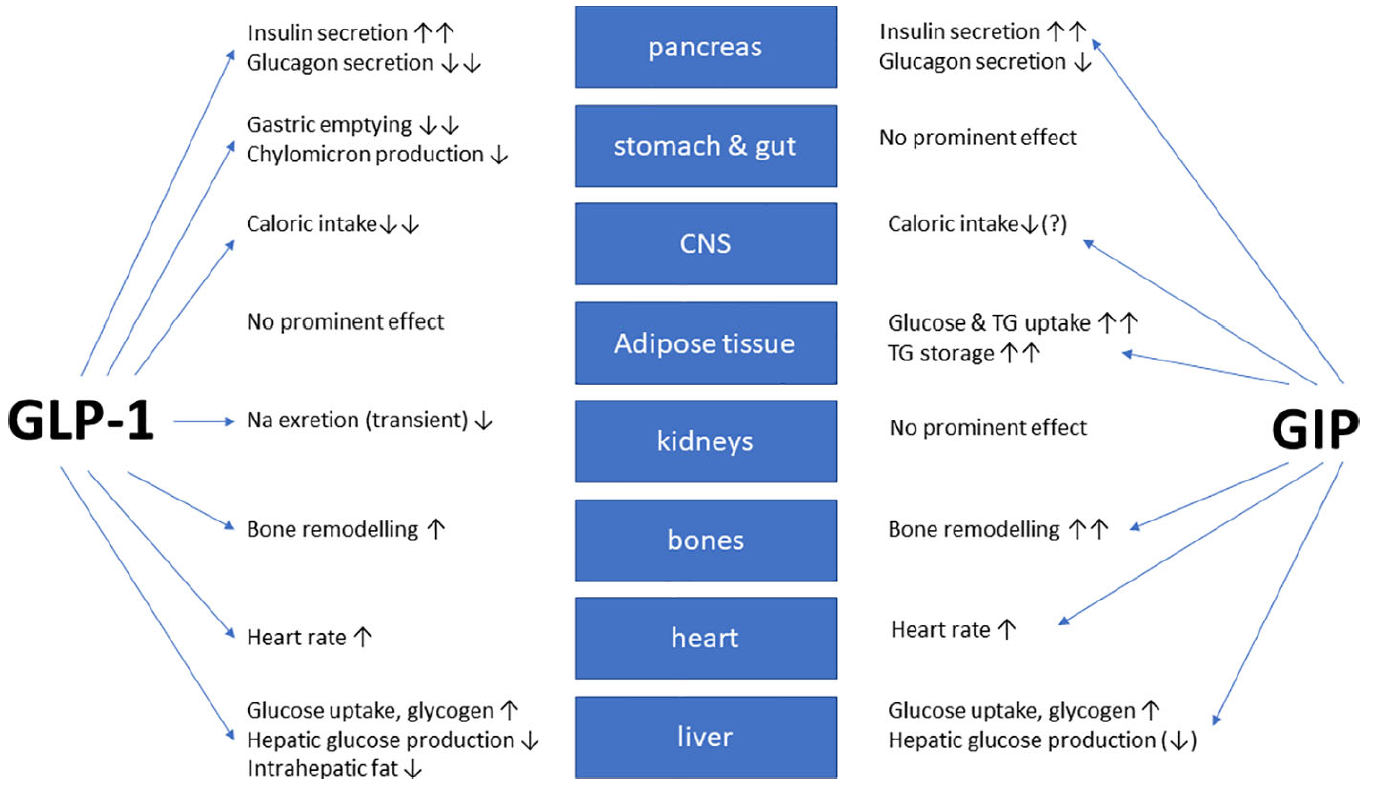 Insulin secretion ↑↑
Glucagon secretion ↓↓
pancreas
Insulin secretion ↑↑
Glucagon secretion ↓
Gastric emptying ↓↓
Chylomicron production ↓
stomach & gut
No prominent effect
Caloric intake↓↓
CNS
Caloric intake↓(?)
No prominent effect
Adipose tissue
Glucose & TG uptake ↑↑
TG storage ↑↑
GLP-1
Na exretion (transient) ↓
kidneys
No prominent effect
GIP
Bone remodelling ↑
bones
Bone remodelling ↑↑
Heart rate ↑
heart
Heart rate ↑
Glucose uptake, glycogen ↑
Hepatic glucose production ↓
Intrahepatic fat ↓
liver
Glucose uptake, glycogen ↑
Hepatic glucose production (↓)